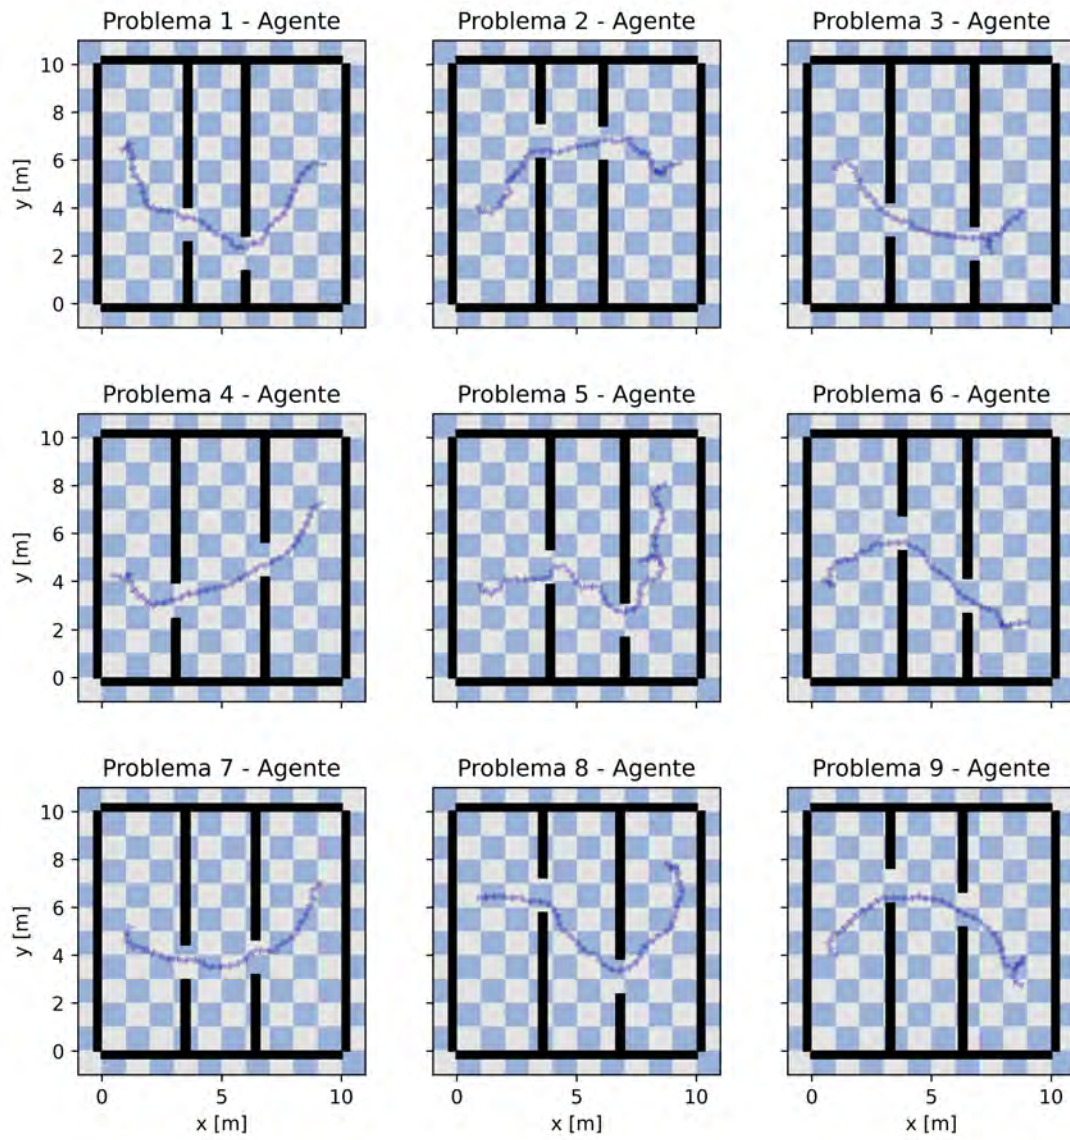 Problema 1 - Agente
Problema 2 - Agente
Problema 3 - Agente
10
8
6
4
2
0
y [m]
Problema 4 - Agente
Problema 5 - Agente
Problema 6 - Agente
10
8
6
4
2
0
y [m]
Problema 7 - Agente
Problema 8 - Agente
Problema 9 - Agente
10
8
6
4
2
0
y [m]
0 5 10
0 5 10
0 5 10
x [m]
x [m]
x [m]